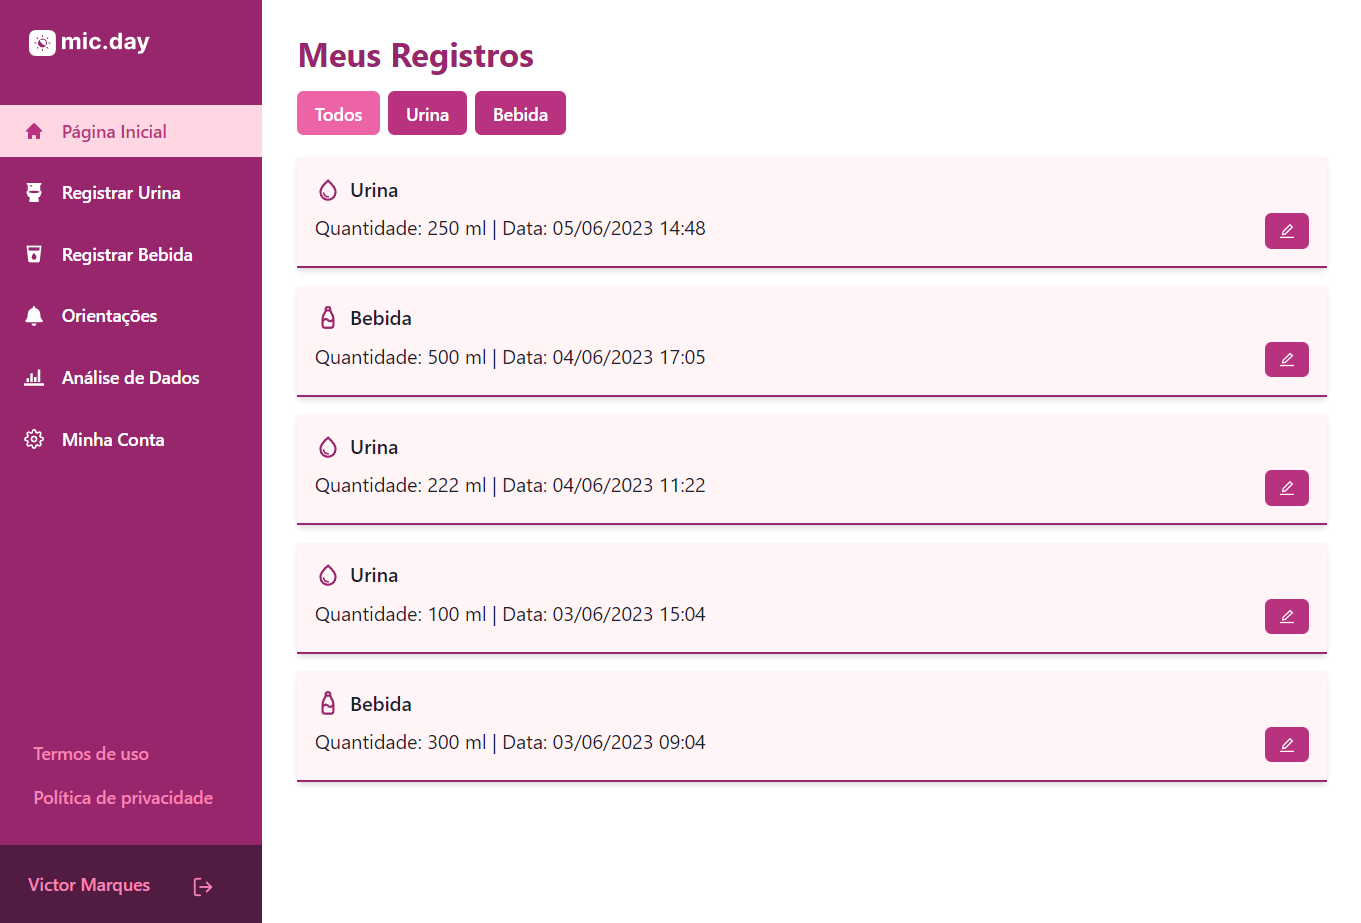 mic.day
Página Inicial
Registrar Urina
Registrar Bebida
Orientações
Análise de Dados
Minha Conta
Termos de uso
Política de privacidade
Victor Marques
Meus Registros
Todos Urina Bebida
Urina
Quantidade: 250 ml | Data: 05/06/2023 14:48
Bebida
Quantidade: 500 ml | Data: 04/06/2023 17:05
Urina
Quantidade: 222 ml | Data: 04/06/2023 11:22
Urina
Quantidade: 100 ml | Data: 03/06/2023 15:04
Bebida
Quantidade: 300 ml | Data: 03/06/2023 09:04